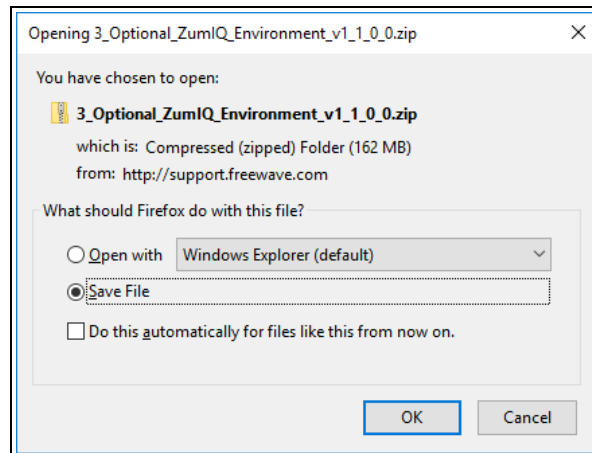 Opening 3_Optional_ZumIQ_Environment_v1_1_0_0.zip
You have chosen to open:
3_Optional_ZumIQ_Environment_v1_1_0_0.zip
which is: Compressed (zipped) Folder (162 MB)
from: http://support.freewave.com
What should Firefox do with this file?
Open with Windows Explorer (default)
Save File
Do this automatically for files like this from now on.
OK Cancel